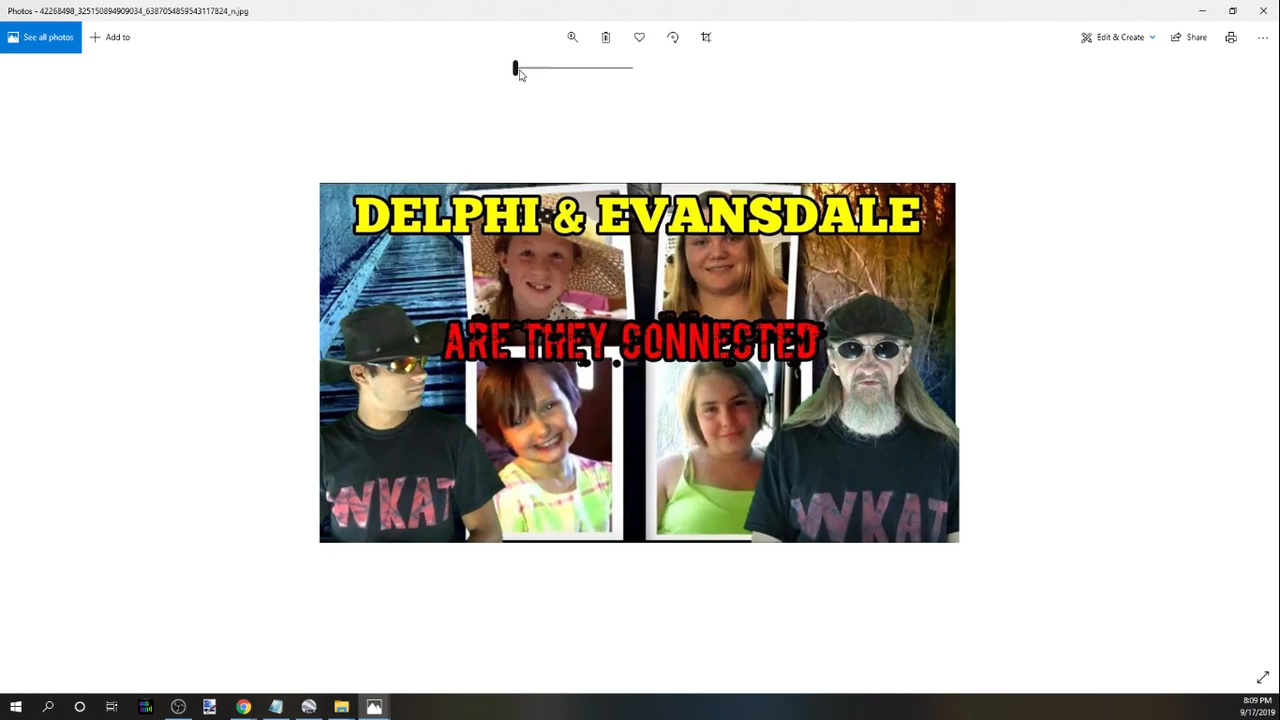 Photos - 42268498_325150894909034_6387054859543117824_n.jpg
See all photos
Add to
Edit & Create
Share
DELPHI & EVANSDALE
ARE THEY CONNECTED
WKAT
WKAT
8:09 PM
9/17/2019